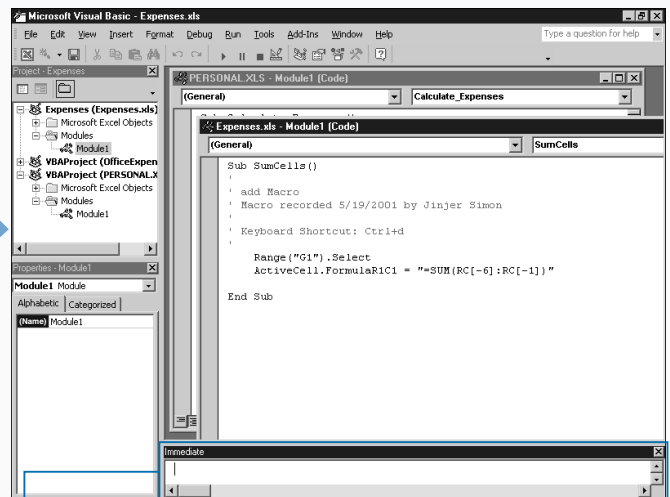 Microsoft Visual Basic - Expenses.xls
File Edit View Insert Format Debug Run Tools Add-Ins Window Help
Type a question for help
Project - Expenses
Expenses (Expenses.xls)
Microsoft Excel Objects
Modules
Module1
VBAProject (OfficeExpen
VBAProject (PERSONAL.X
Microsoft Excel Objects
Modules
Module1
Properties - Module1
Module1 Module
Alphabetic Categorized
(Name) Module1
PERSONAL.XLS - Module1 (Code)
(General) Calculate_Expenses
Expenses.xls - Module1 (Code)
(General) SumCells
Sub SumCells()
'
' add Macro
' Macro recorded 5/19/2001 by Jinjer Simon
'
' Keyboard Shortcut: Ctrl+d
'
Range("G1").Select
ActiveCell.FormulaR1C1 = "=SUM(RC[-6]:RC[-1])"
End Sub
Immediate